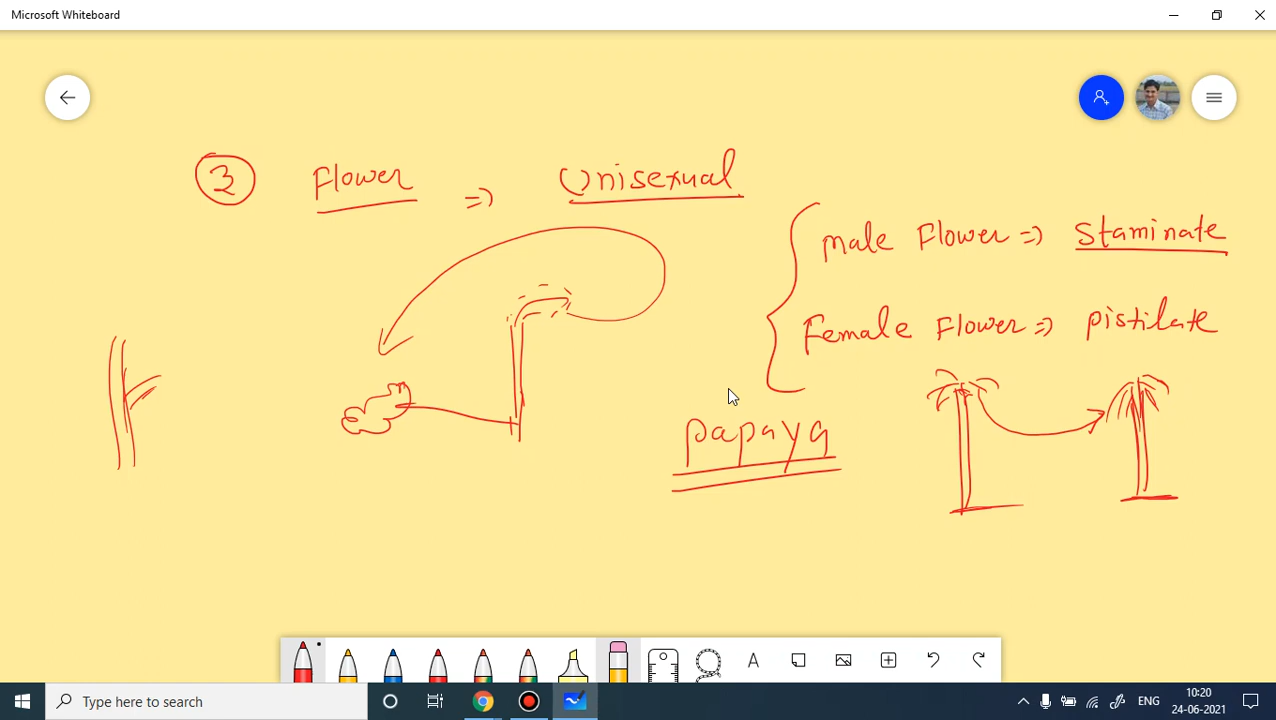 Microsoft Whiteboard
3 Flower => Unisexual
Male Flower => Staminate
Female Flower => pistilate
papaya
A
Type here to search
ENG
10:20
24-06-2021